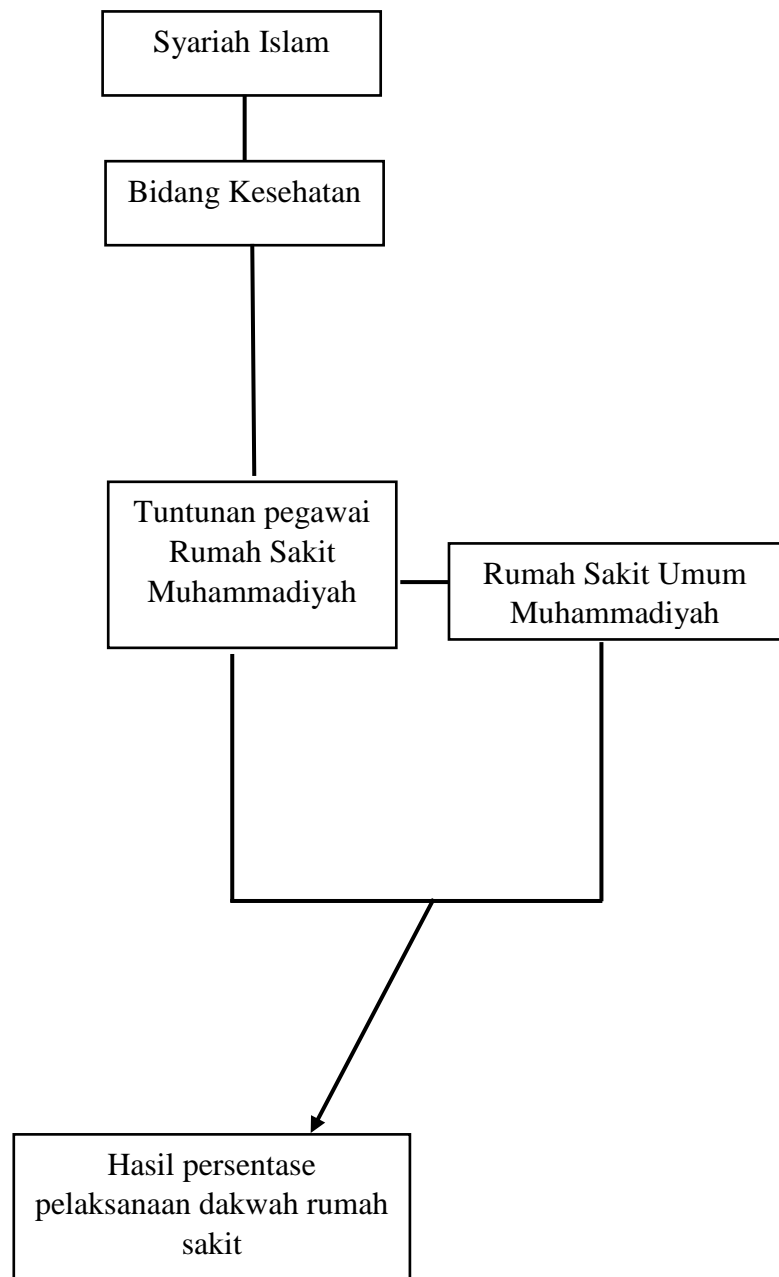 Syariah Islam
Bidang Kesehatan
Tuntunan pegawai
Rumah Sakit
Muhammadiyah
Rumah Sakit Umum
Muhammadiyah
Hasil persentase
pelaksanaan dakwah rumah
sakit